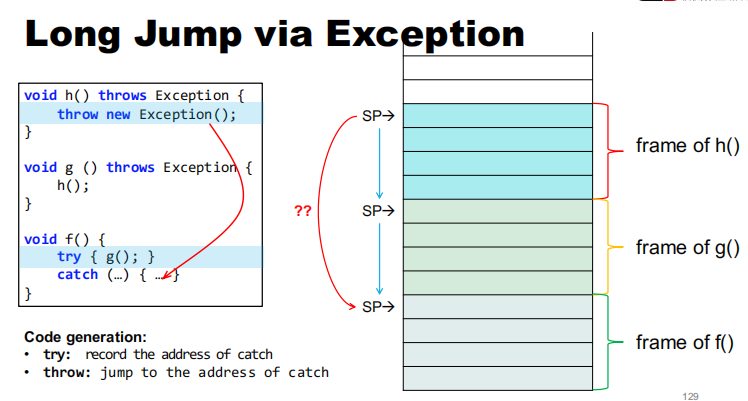 Long Jump via Exception
void h() throws Exception {
throw new Exception();
}
void g () throws Exception {
h();
}
void f() {
try { g(); }
catch (…) { … }
}
SP→
SP→
SP→
??
frame of h()
frame of g()
frame of f()
Code generation:
• try: record the address of catch
• throw: jump to the address of catch
129